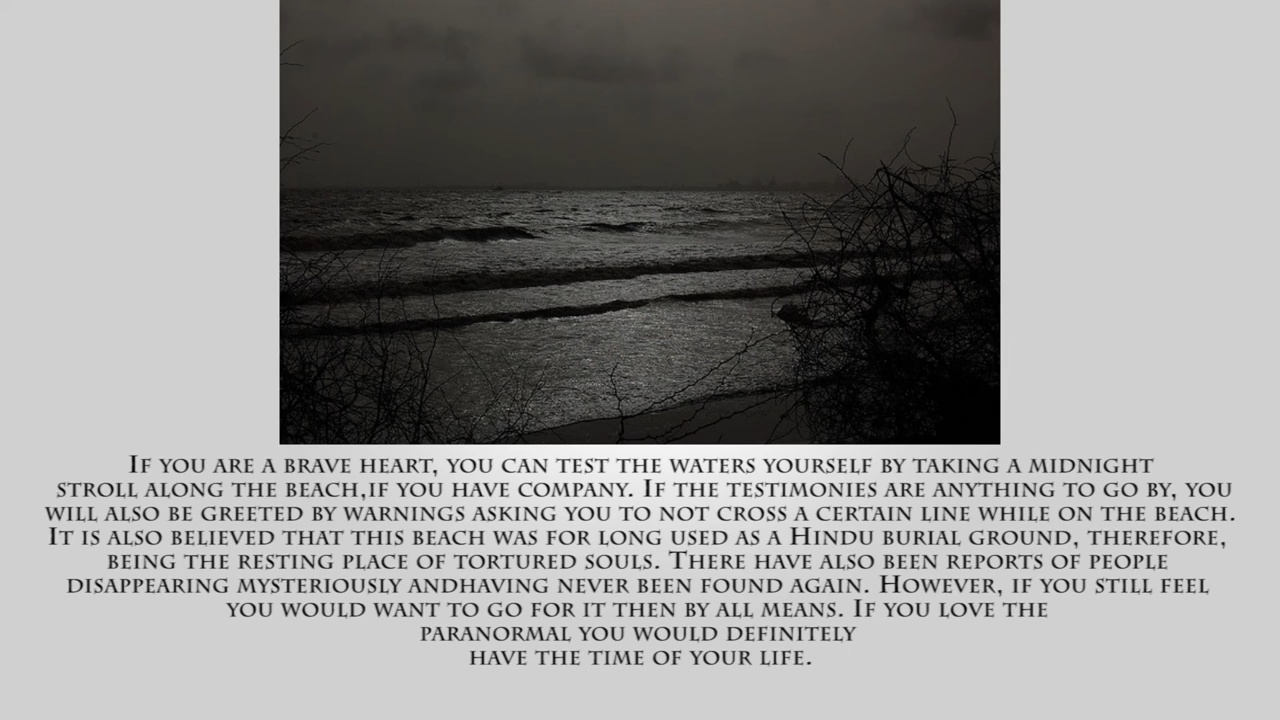 If you are a brave heart, you can test the waters yourself by taking a midnight
stroll along the beach,if you have company. If the testimonies are anything to go by, you
will also be greeted by warnings asking you to not cross a certain line while on the beach.
It is also believed that this beach was for long used as a Hindu burial ground, therefore,
being the resting place of tortured souls. There have also been reports of people
disappearing mysteriously andhaving never been found again. However, if you still feel
you would want to go for it then by all means. If you love the
paranormal you would definitely
have the time of your life.